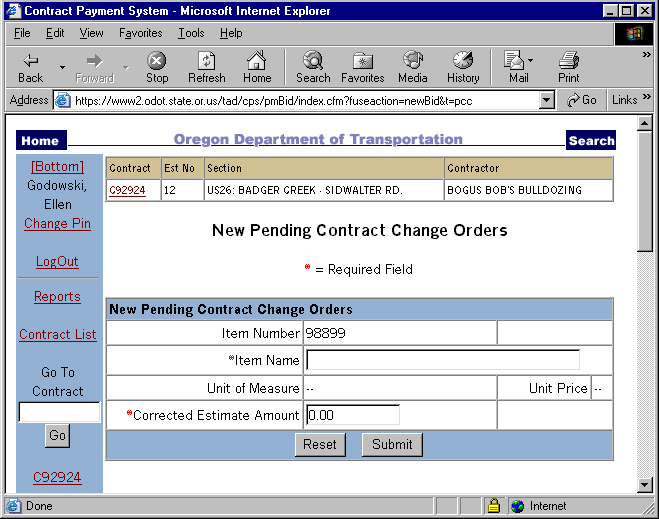 Contract Payment System - Microsoft Internet Explorer
File Edit View Favorites Tools Help
Back Forward Stop Refresh Home Search Favorites Media History Mail Print »
Address https://www2.odot.state.or.us/tad/cps/pmBid/index.cfm?fuseaction=newBid&t=pcc Go Links »
Home Oregon Department of Transportation Search
[Bottom]
Godowski,
Ellen
Change Pin
LogOut
Reports
Contract List
Go To
Contract
Go
C92924
Contract Est No Section Contractor
C92924 12 US26: BADGER CREEK - SIDWALTER RD. BOGUS BOB'S BULLDOZING
New Pending Contract Change Orders
* = Required Field
New Pending Contract Change Orders
Item Number 98899
*Item Name
Unit of Measure -- Unit Price --
*Corrected Estimate Amount 0.00
Reset Submit
Done Internet